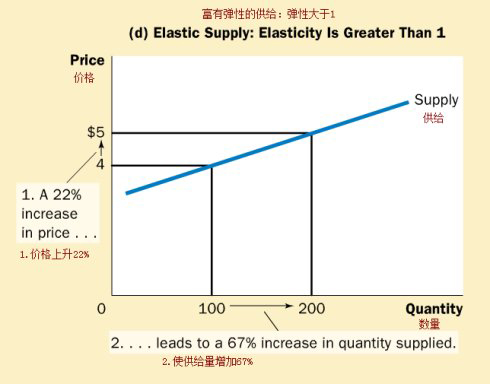 富有弹性的供给：弹性大于1
(d) Elastic Supply: Elasticity Is Greater Than 1
Price
价格
Supply
供给
$5
4
1. A 22%
increase
in price . . .
1.价格上升22%
0
100
200
Quantity
数量
2. . . . leads to a 67% increase in quantity supplied.
2.使供给量增加67%